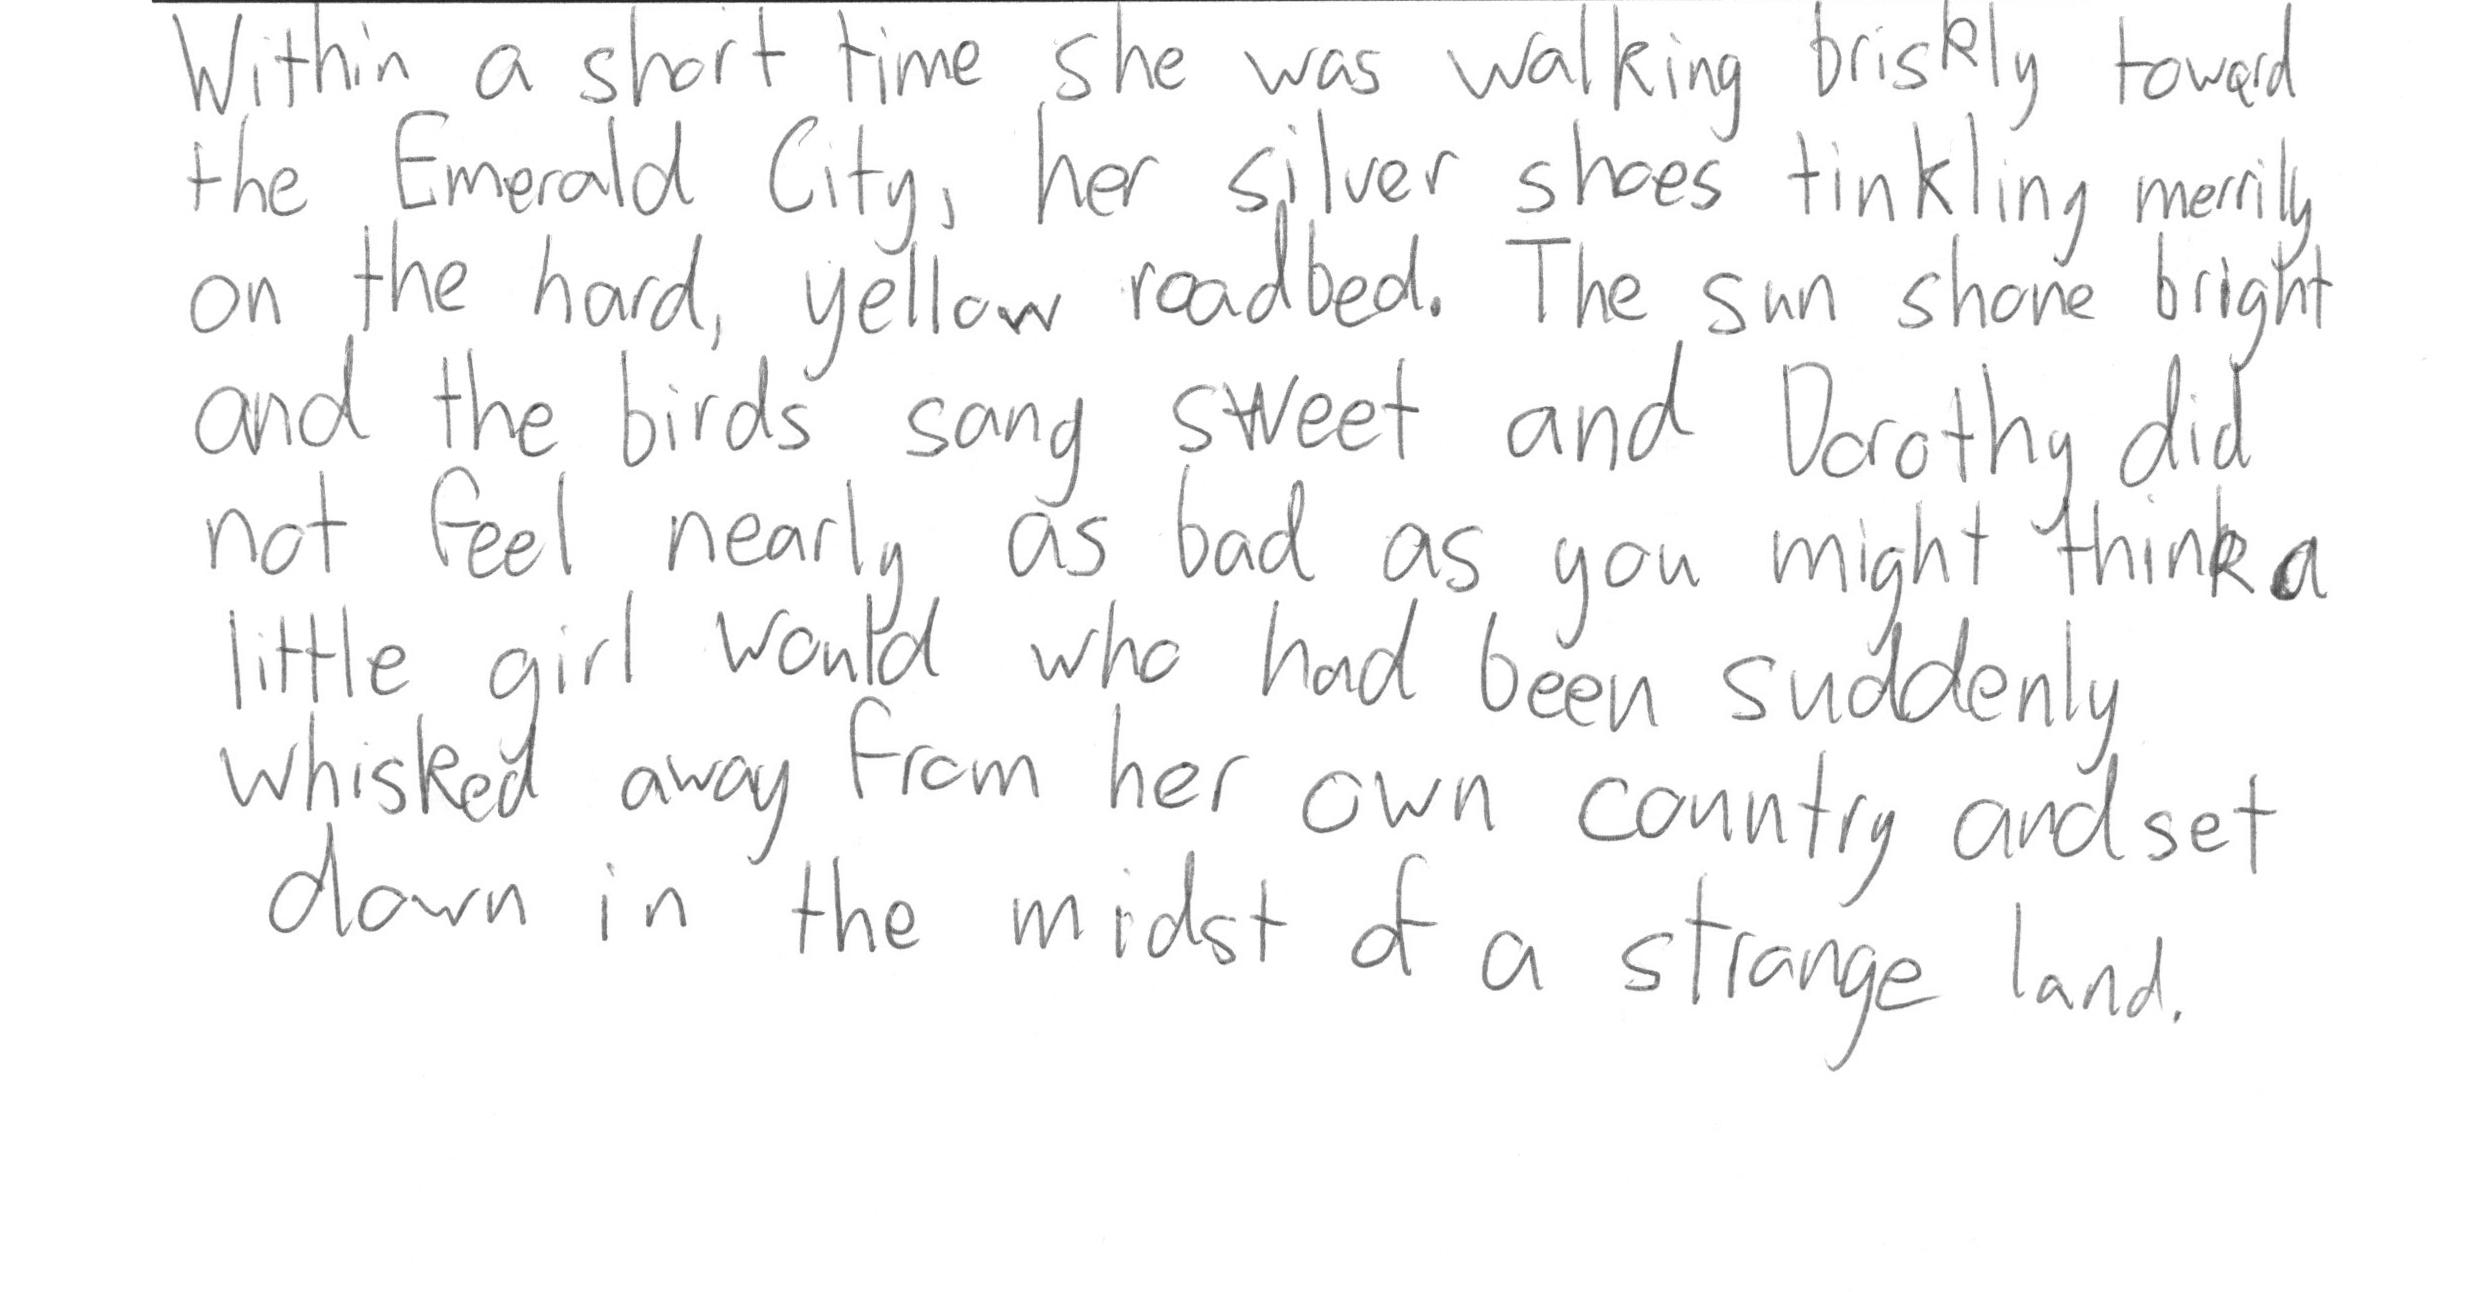 Within a short time she was walking briskly toward
the Emerald City, her silver shoes tinkling merrily
on the hard, yellow roadbed. The sun shone bright
and the birds sang sweet and Dorothy did
not feel nearly as bad as you might think a
little girl would who had been suddenly
whisked away from her own country and set
down in the midst of a strange land.